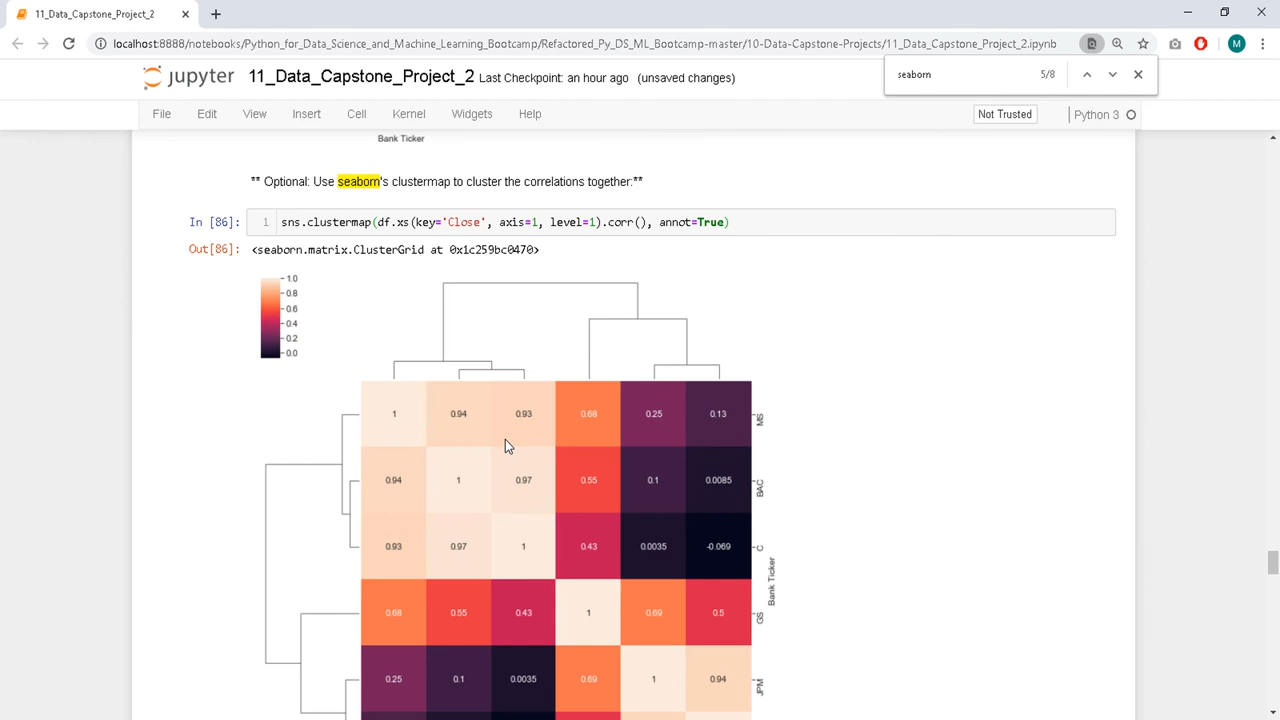 11_Data_Capstone_Project_2
localhost:8888/notebooks/Python_for_Data_Science_and_Machine_Learning_Bootcamp/Refactored_Py_DS_ML_Bootcamp-master/10-Data-Capstone-Projects/11_Data_Capstone_Project_2.ipynb
M
seaborn 5/8
jupyter 11_Data_Capstone_Project_2 Last Checkpoint: an hour ago (unsaved changes)
File Edit View Insert Cell Kernel Widgets Help Not Trusted Python 3
Bank Ticker
** Optional: Use seaborn's clustermap to cluster the correlations together:**
In [86]: 1 sns.clustermap(df.xs(key='Close', axis=1, level=1).corr(), annot=True)
Out[86]: <seaborn.matrix.ClusterGrid at 0x1c259bc0470>
1.0
0.8
0.6
0.4
0.2
0.0
1 0.94 0.93 0.68 0.25 0.13 MS
0.94 1 0.97 0.55 0.1 0.0085 BAC
0.93 0.97 1 0.43 0.0035 -0.069 C
Bank Ticker
0.68 0.55 0.43 1 0.69 0.5 GS
0.25 0.1 0.0035 0.69 1 0.94 JPM